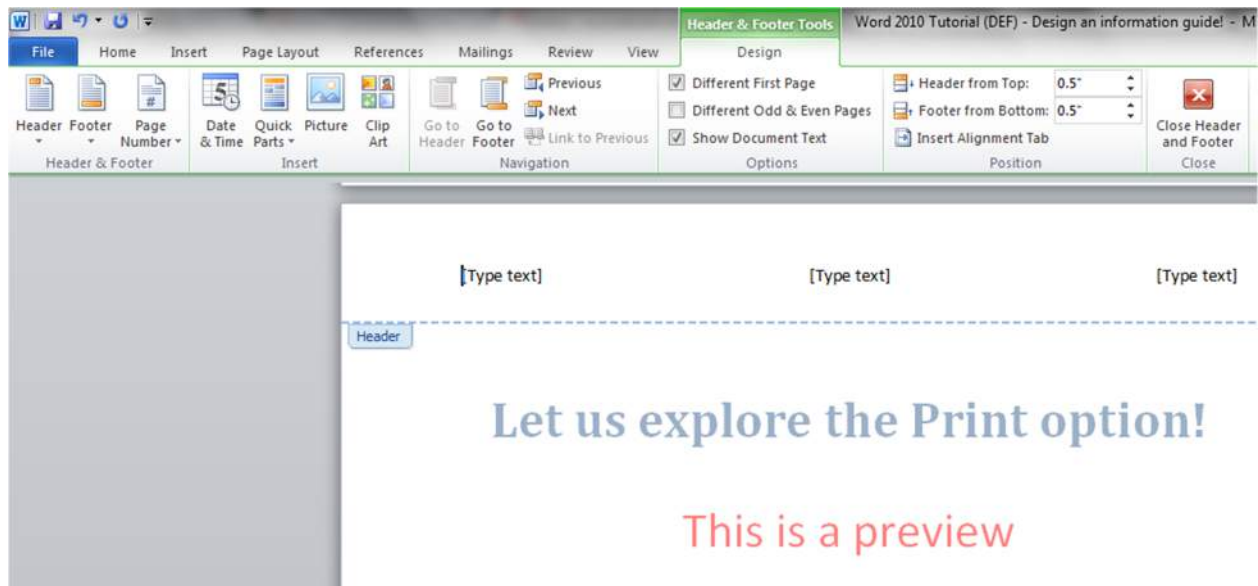 W
Header & Footer Tools Word 2010 Tutorial (DEF) - Design an information guide! - M
File Home Insert Page Layout References Mailings Review View Design
Header Footer Page Number
#
5
Date & Time Quick Parts Picture Clip Art
Go to Header Go to Footer
Previous
Next
Link to Previous
Different First Page
Different Odd & Even Pages
Show Document Text
Header from Top: 0.5"
Footer from Bottom: 0.5"
Insert Alignment Tab
Close Header and Footer
Header & Footer Insert Navigation Options Position Close
[Type text] [Type text] [Type text]
Header
Let us explore the Print option!
This is a preview